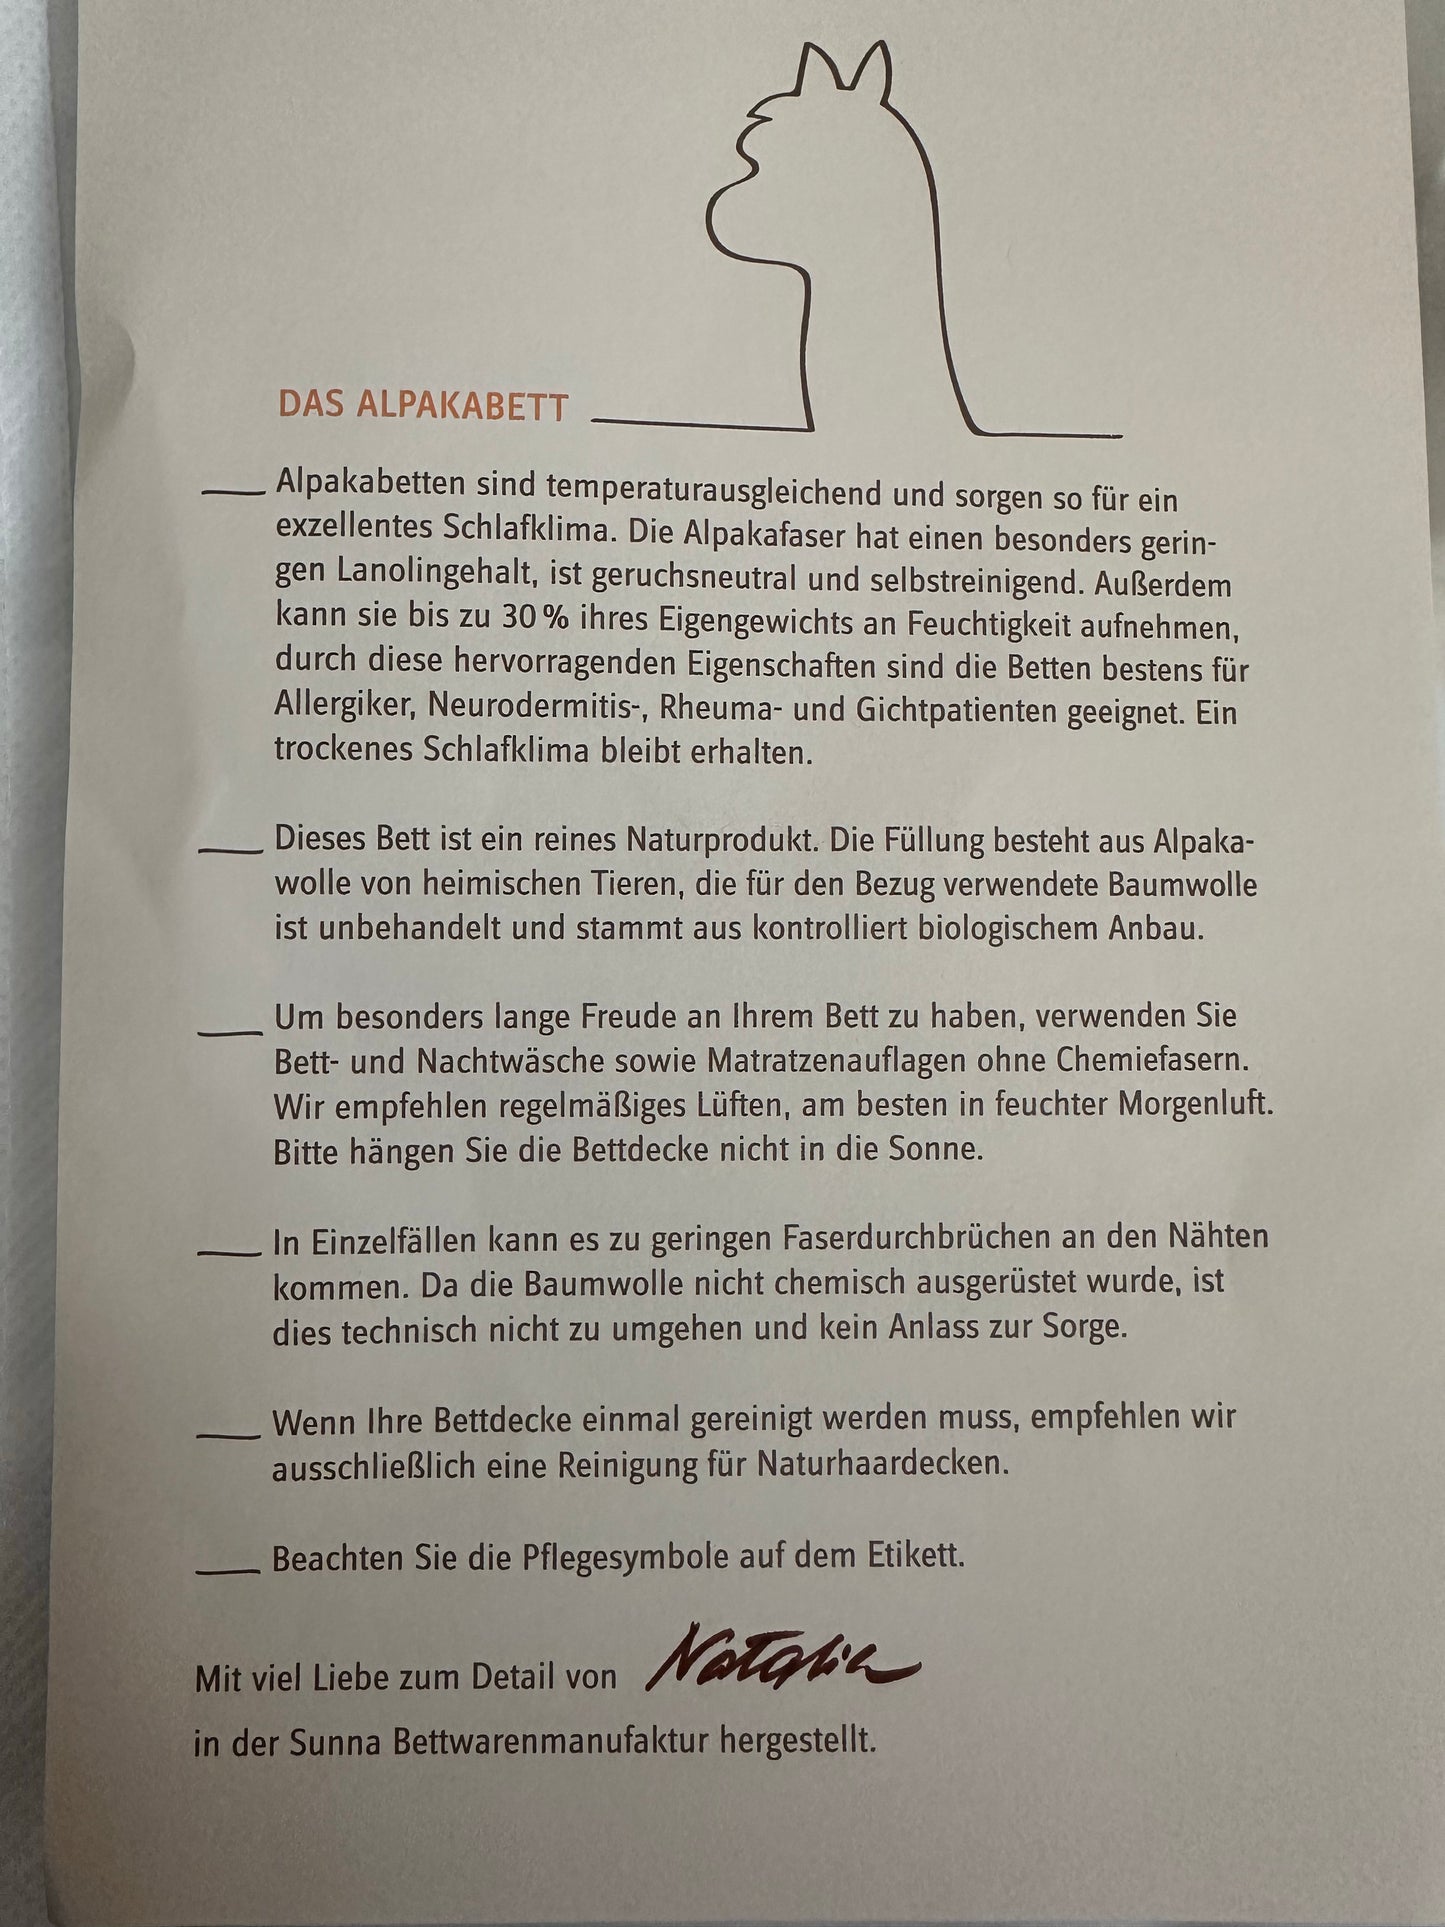 DAS ALPAKABETT
Alpakabetten sind temperaturausgleichend und sorgen so für ein
exzellentes Schlafklima. Die Alpakafaser hat einen besonders gerin-
gen Lanolingehalt, ist geruchsneutral und selbstreinigend. Außerdem
kann sie bis zu 30 % ihres Eigengewichts an Feuchtigkeit aufnehmen,
durch diese hervorragenden Eigenschaften sind die Betten bestens für
Allergiker, Neurodermitis-, Rheuma- und Gichtpatienten geeignet. Ein
trockenes Schlafklima bleibt erhalten.
Dieses Bett ist ein reines Naturprodukt. Die Füllung besteht aus Alpaka-
wolle von heimischen Tieren, die für den Bezug verwendete Baumwolle
ist unbehandelt und stammt aus kontrolliert biologischem Anbau.
Um besonders lange Freude an Ihrem Bett zu haben, verwenden Sie
Bett- und Nachtwäsche sowie Matratzenauflagen ohne Chemiefasern.
Wir empfehlen regelmäßiges Lüften, am besten in feuchter Morgenluft.
Bitte hängen Sie die Bettdecke nicht in die Sonne.
In Einzelfällen kann es zu geringen Faserdurchbrüchen an den Nähten
kommen. Da die Baumwolle nicht chemisch ausgerüstet wurde, ist
dies technisch nicht zu umgehen und kein Anlass zur Sorge.
Wenn Ihre Bettdecke einmal gereinigt werden muss, empfehlen wir
ausschließlich eine Reinigung für Naturhaardecken.
Beachten Sie die Pflegesymbole auf dem Etikett.
Mit viel Liebe zum Detail von Natalia
in der Sunna Bettwarenmanufaktur hergestellt.